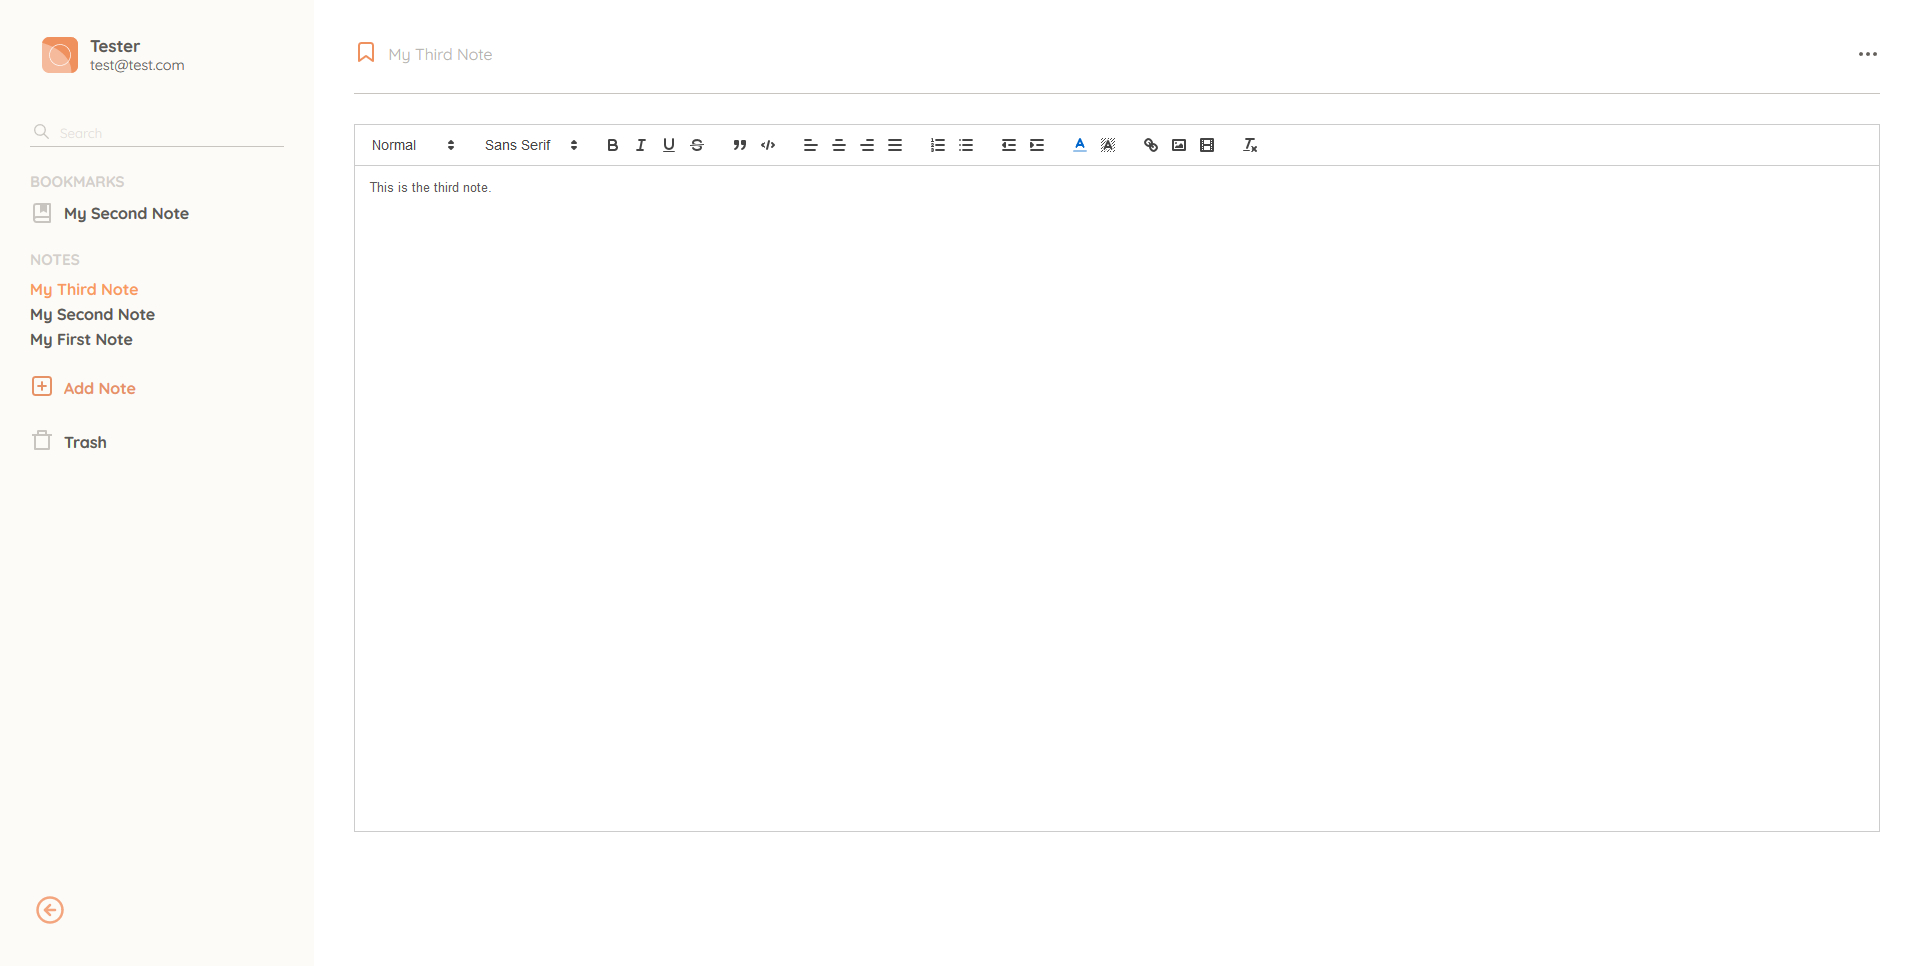 Tester
test@test.com
Search
BOOKMARKS
My Second Note
NOTES
My Third Note
My Second Note
My First Note
Add Note
Trash
My Third Note
Normal Sans Serif
This is the third note.